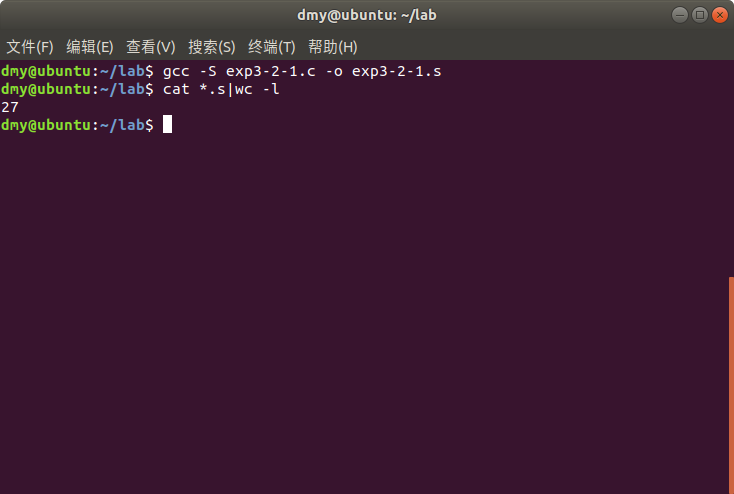 dmy@ubuntu: ~/lab
文件(F) 编辑(E) 查看(V) 搜索(S) 终端(T) 帮助(H)
dmy@ubuntu:~/lab$ gcc -S exp3-2-1.c -o exp3-2-1.s
dmy@ubuntu:~/lab$ cat *.s|wc -l
27
dmy@ubuntu:~/lab$